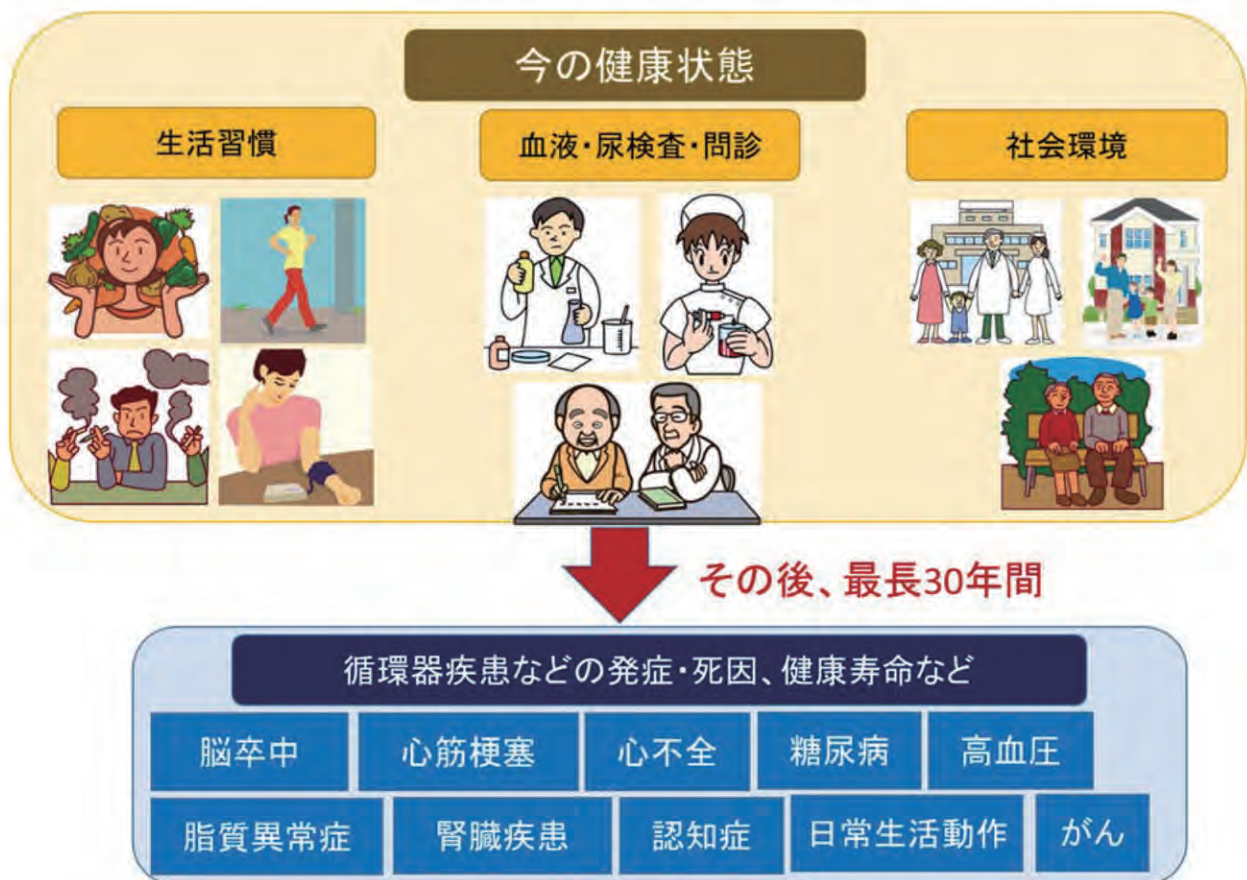 今の健康状態
生活習慣
血液・尿検査・問診
社会環境
その後、最長30年間
循環器疾患などの発症・死因、健康寿命など
脳卒中
心筋梗塞
心不全
糖尿病
高血圧
脂質異常症
腎臓疾患
認知症
日常生活動作
がん